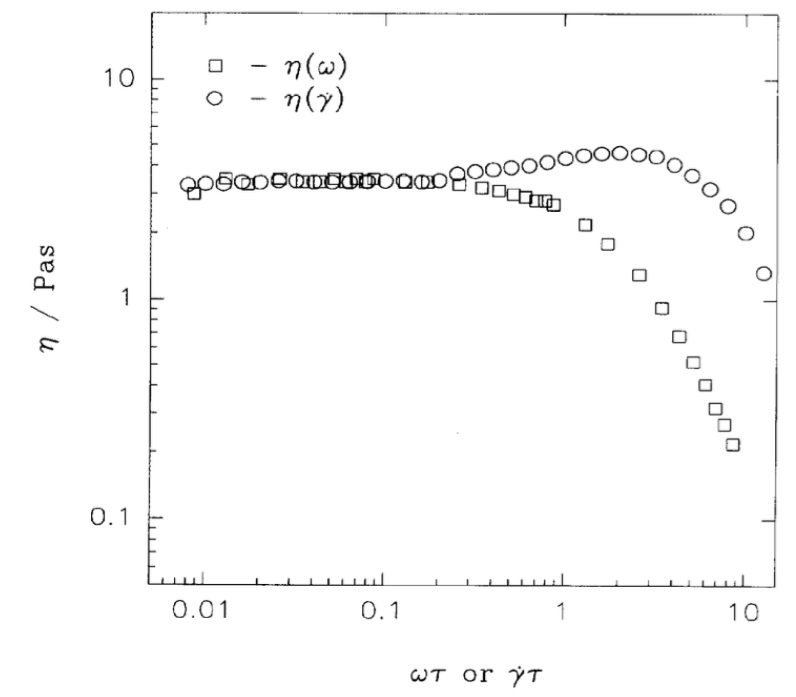 □ – η(ω)
○ – η(γ̇)
10
1
0.1
η / Pas
0.01 0.1 1 10
ωτ or γ̇τ